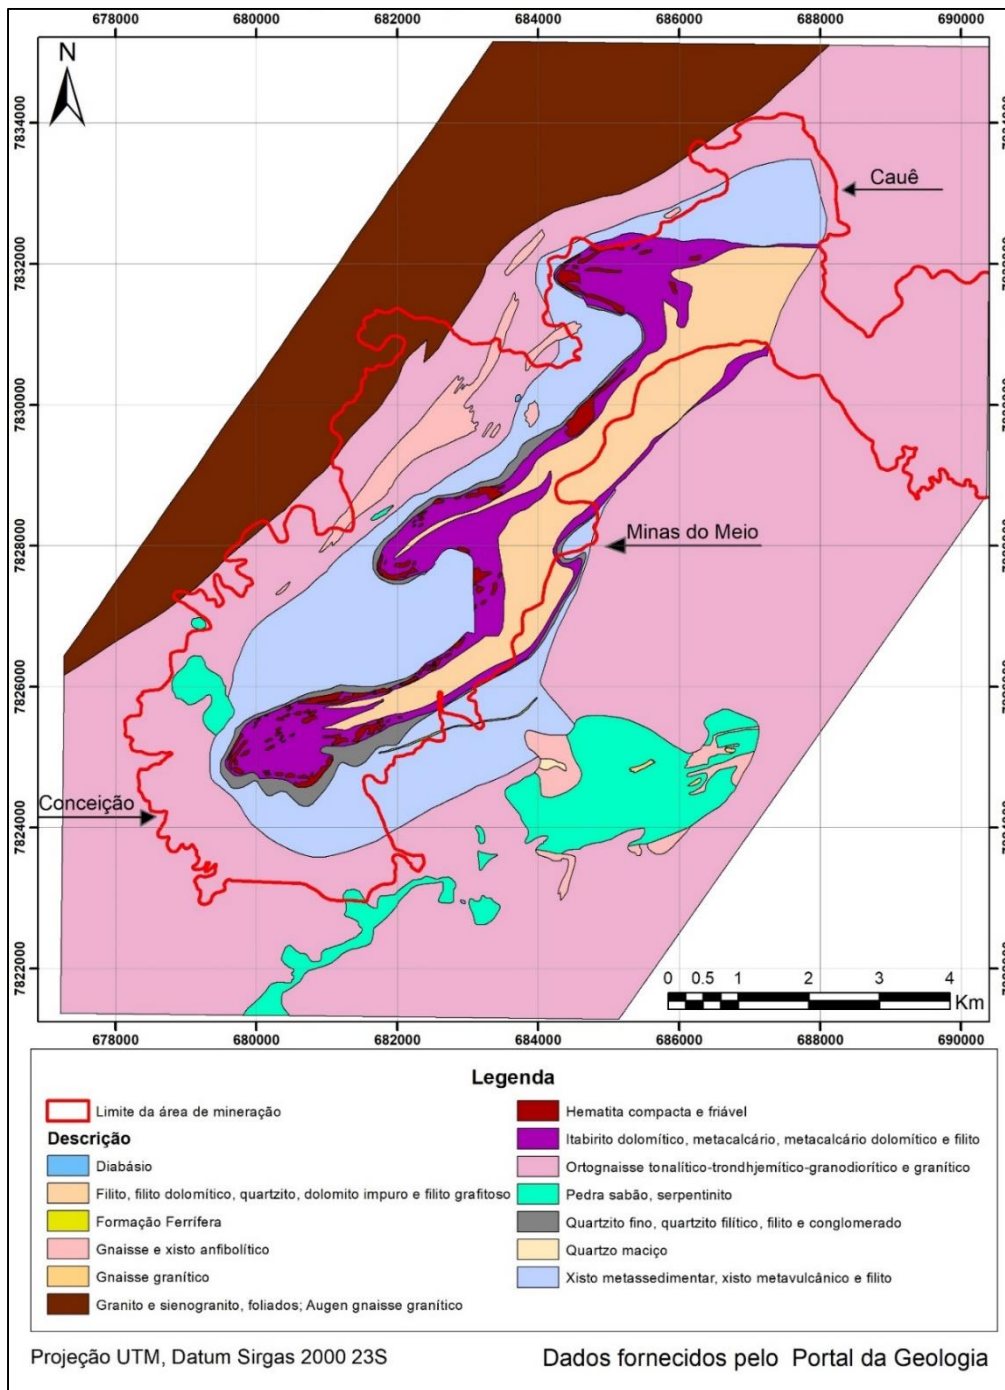 678000 680000 682000 684000 686000 688000 690000
N
7834000
7832000
7830000
7828000
7826000
7824000
7822000
Cauê
Minas do Meio
Conceição
0 0.5 1 2 3 4
Km
678000 680000 682000 684000 686000 688000 690000
Legenda
Limite da área de mineração
Descrição
Diabásio
Filito, filito dolomítico, quartzito, dolomito impuro e filito grafitoso
Formação Ferrífera
Gnaisse e xisto anfibolítico
Gnaisse granítico
Granito e sienogranito, foliados; Augen gnaisse granítico
Hematita compacta e friável
Itabirito dolomítico, metacalcário, metacalcário dolomítico e filito
Ortognaisse tonalítico-trondhjemítico-granodiorítico e granítico
Pedra sabão, serpentinito
Quartzito fino, quartzito filítico, filito e conglomerado
Quartzo maciço
Xisto metassedimentar, xisto metavulcânico e filito
Projeção UTM, Datum Sirgas 2000 23S
Dados fornecidos pelo Portal da Geologia